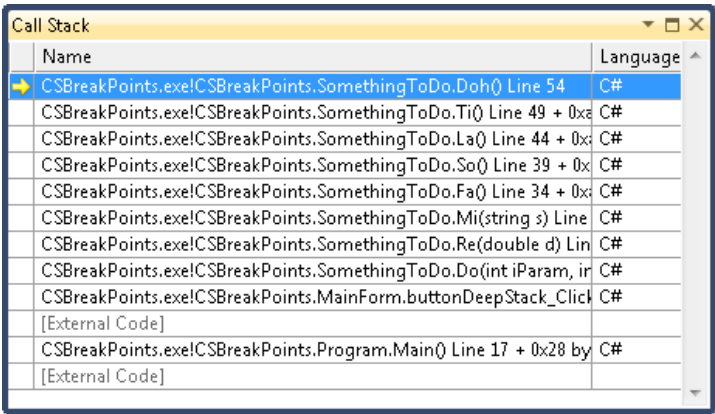 Call Stack
Name Language
CSBreakPoints.exe!CSBreakPoints.SomethingToDo.Doh() Line 54 C#
CSBreakPoints.exe!CSBreakPoints.SomethingToDo.Ti() Line 49 + 0xa C#
CSBreakPoints.exe!CSBreakPoints.SomethingToDo.La() Line 44 + 0xa C#
CSBreakPoints.exe!CSBreakPoints.SomethingToDo.So() Line 39 + 0x C#
CSBreakPoints.exe!CSBreakPoints.SomethingToDo.Fa() Line 34 + 0xa C#
CSBreakPoints.exe!CSBreakPoints.SomethingToDo.Mi(string s) Line C#
CSBreakPoints.exe!CSBreakPoints.SomethingToDo.Re(double d) Lin C#
CSBreakPoints.exe!CSBreakPoints.SomethingToDo.Do(int iParam, in C#
CSBreakPoints.exe!CSBreakPoints.MainForm.buttonDeepStack_Click C#
[External Code]
CSBreakPoints.exe!CSBreakPoints.Program.Main() Line 17 + 0x28 by C#
[External Code]